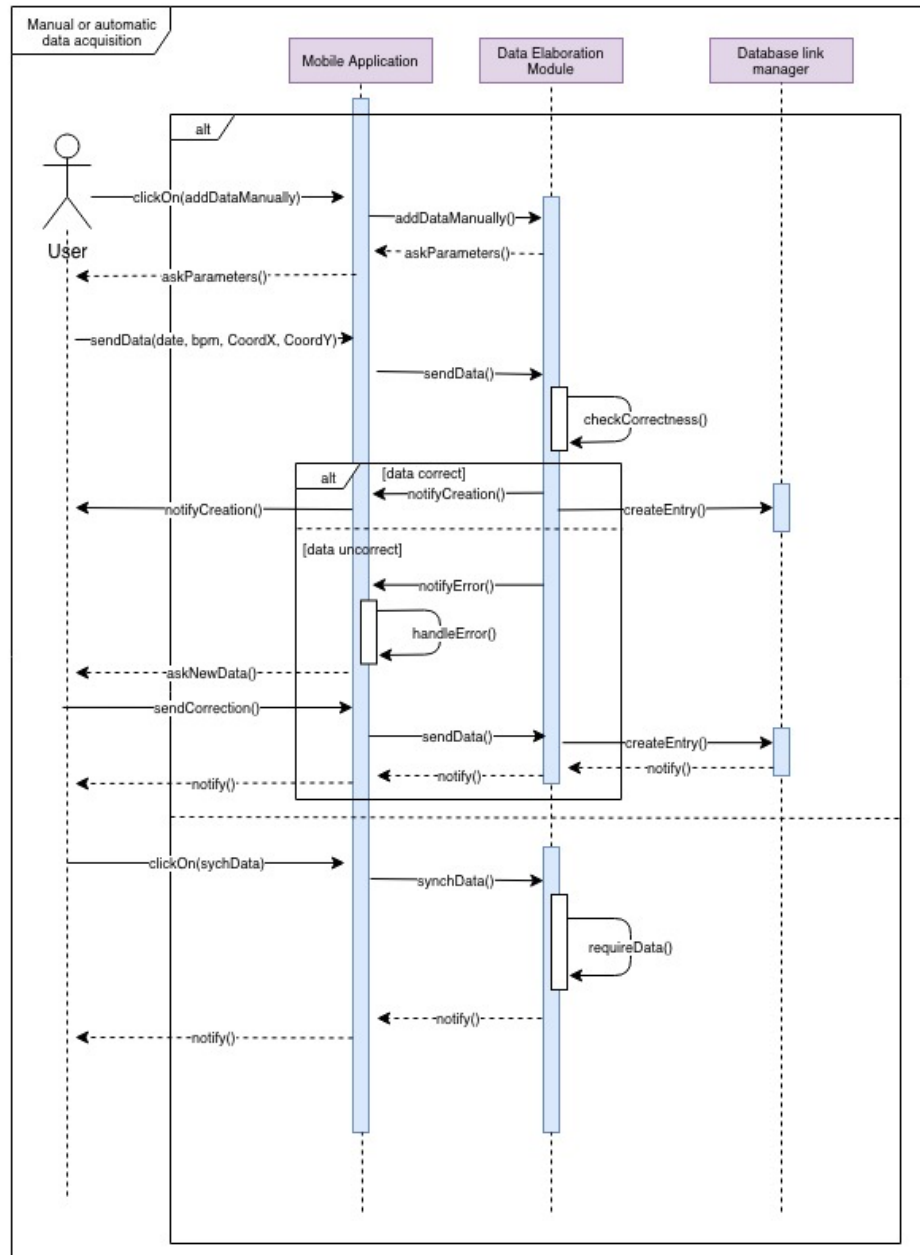 Manual or automatic
data acquisition
Mobile Application
Data Elaboration
Module
Database link
manager
alt
User
clickOn(addDataManually)
addDataManually()
askParameters()
askParameters()
sendData(date, bpm, CoordX, CoordY)
sendData()
checkCorrectness()
alt
[data correct]
notifyCreation()
notifyCreation()
createEntry()
[data uncorrect]
notifyError()
handleError()
askNewData()
sendCorrection()
sendData()
createEntry()
notify()
notify()
notify()
clickOn(sychData)
synchData()
requireData()
notify()
notify()